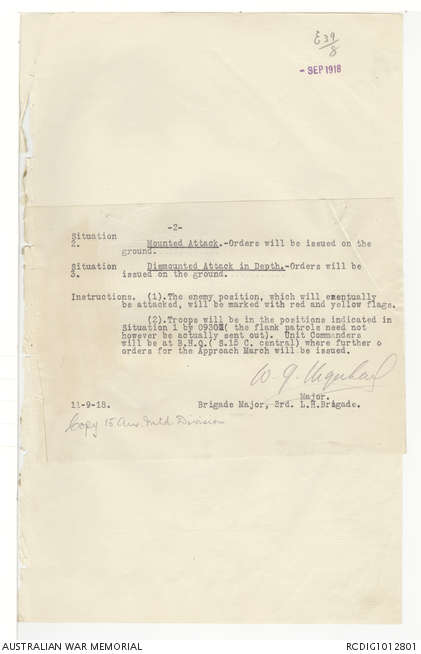 E39/8
- SEP 1918
-2-
Situation
2. Mounted Attack.-Orders will be issued on the
ground.
Situation Dismounted Attack in Depth.-Orders will be
3. issued on the ground.
Instructions. (1).The enemy position, which will eventually
be attacked, will be marked with red and yellow flags.
(2).Troops will be in the positions indicated in
Situation 1 by 0930 ( the flank patrols need not
however be actually sent out). Unit Commanders
will be at B.H.Q.( S.15 C. central) where further o
orders for the Approach March will be issued.
W. J. Urquhart
Major.
11-9-18. Brigade Major, 3rd. L.H.Brigade.
Copy to Aus. Mtd. Division
AUSTRALIAN WAR MEMORIAL
RCDIG1012801